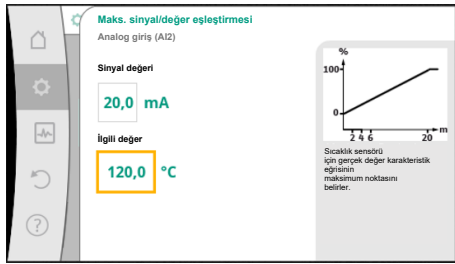 Maks. sinyal/değer eşleştirmesi
Analog giriş (AI2)
Sinyal değeri
20,0 mA
İlgili değer
120,0 °C
%
100
0
2 4 6 20 m
Sıcaklık sensörü
için gerçek değer karakteristik
eğrisinin
maksimum noktasını
belirler.
?